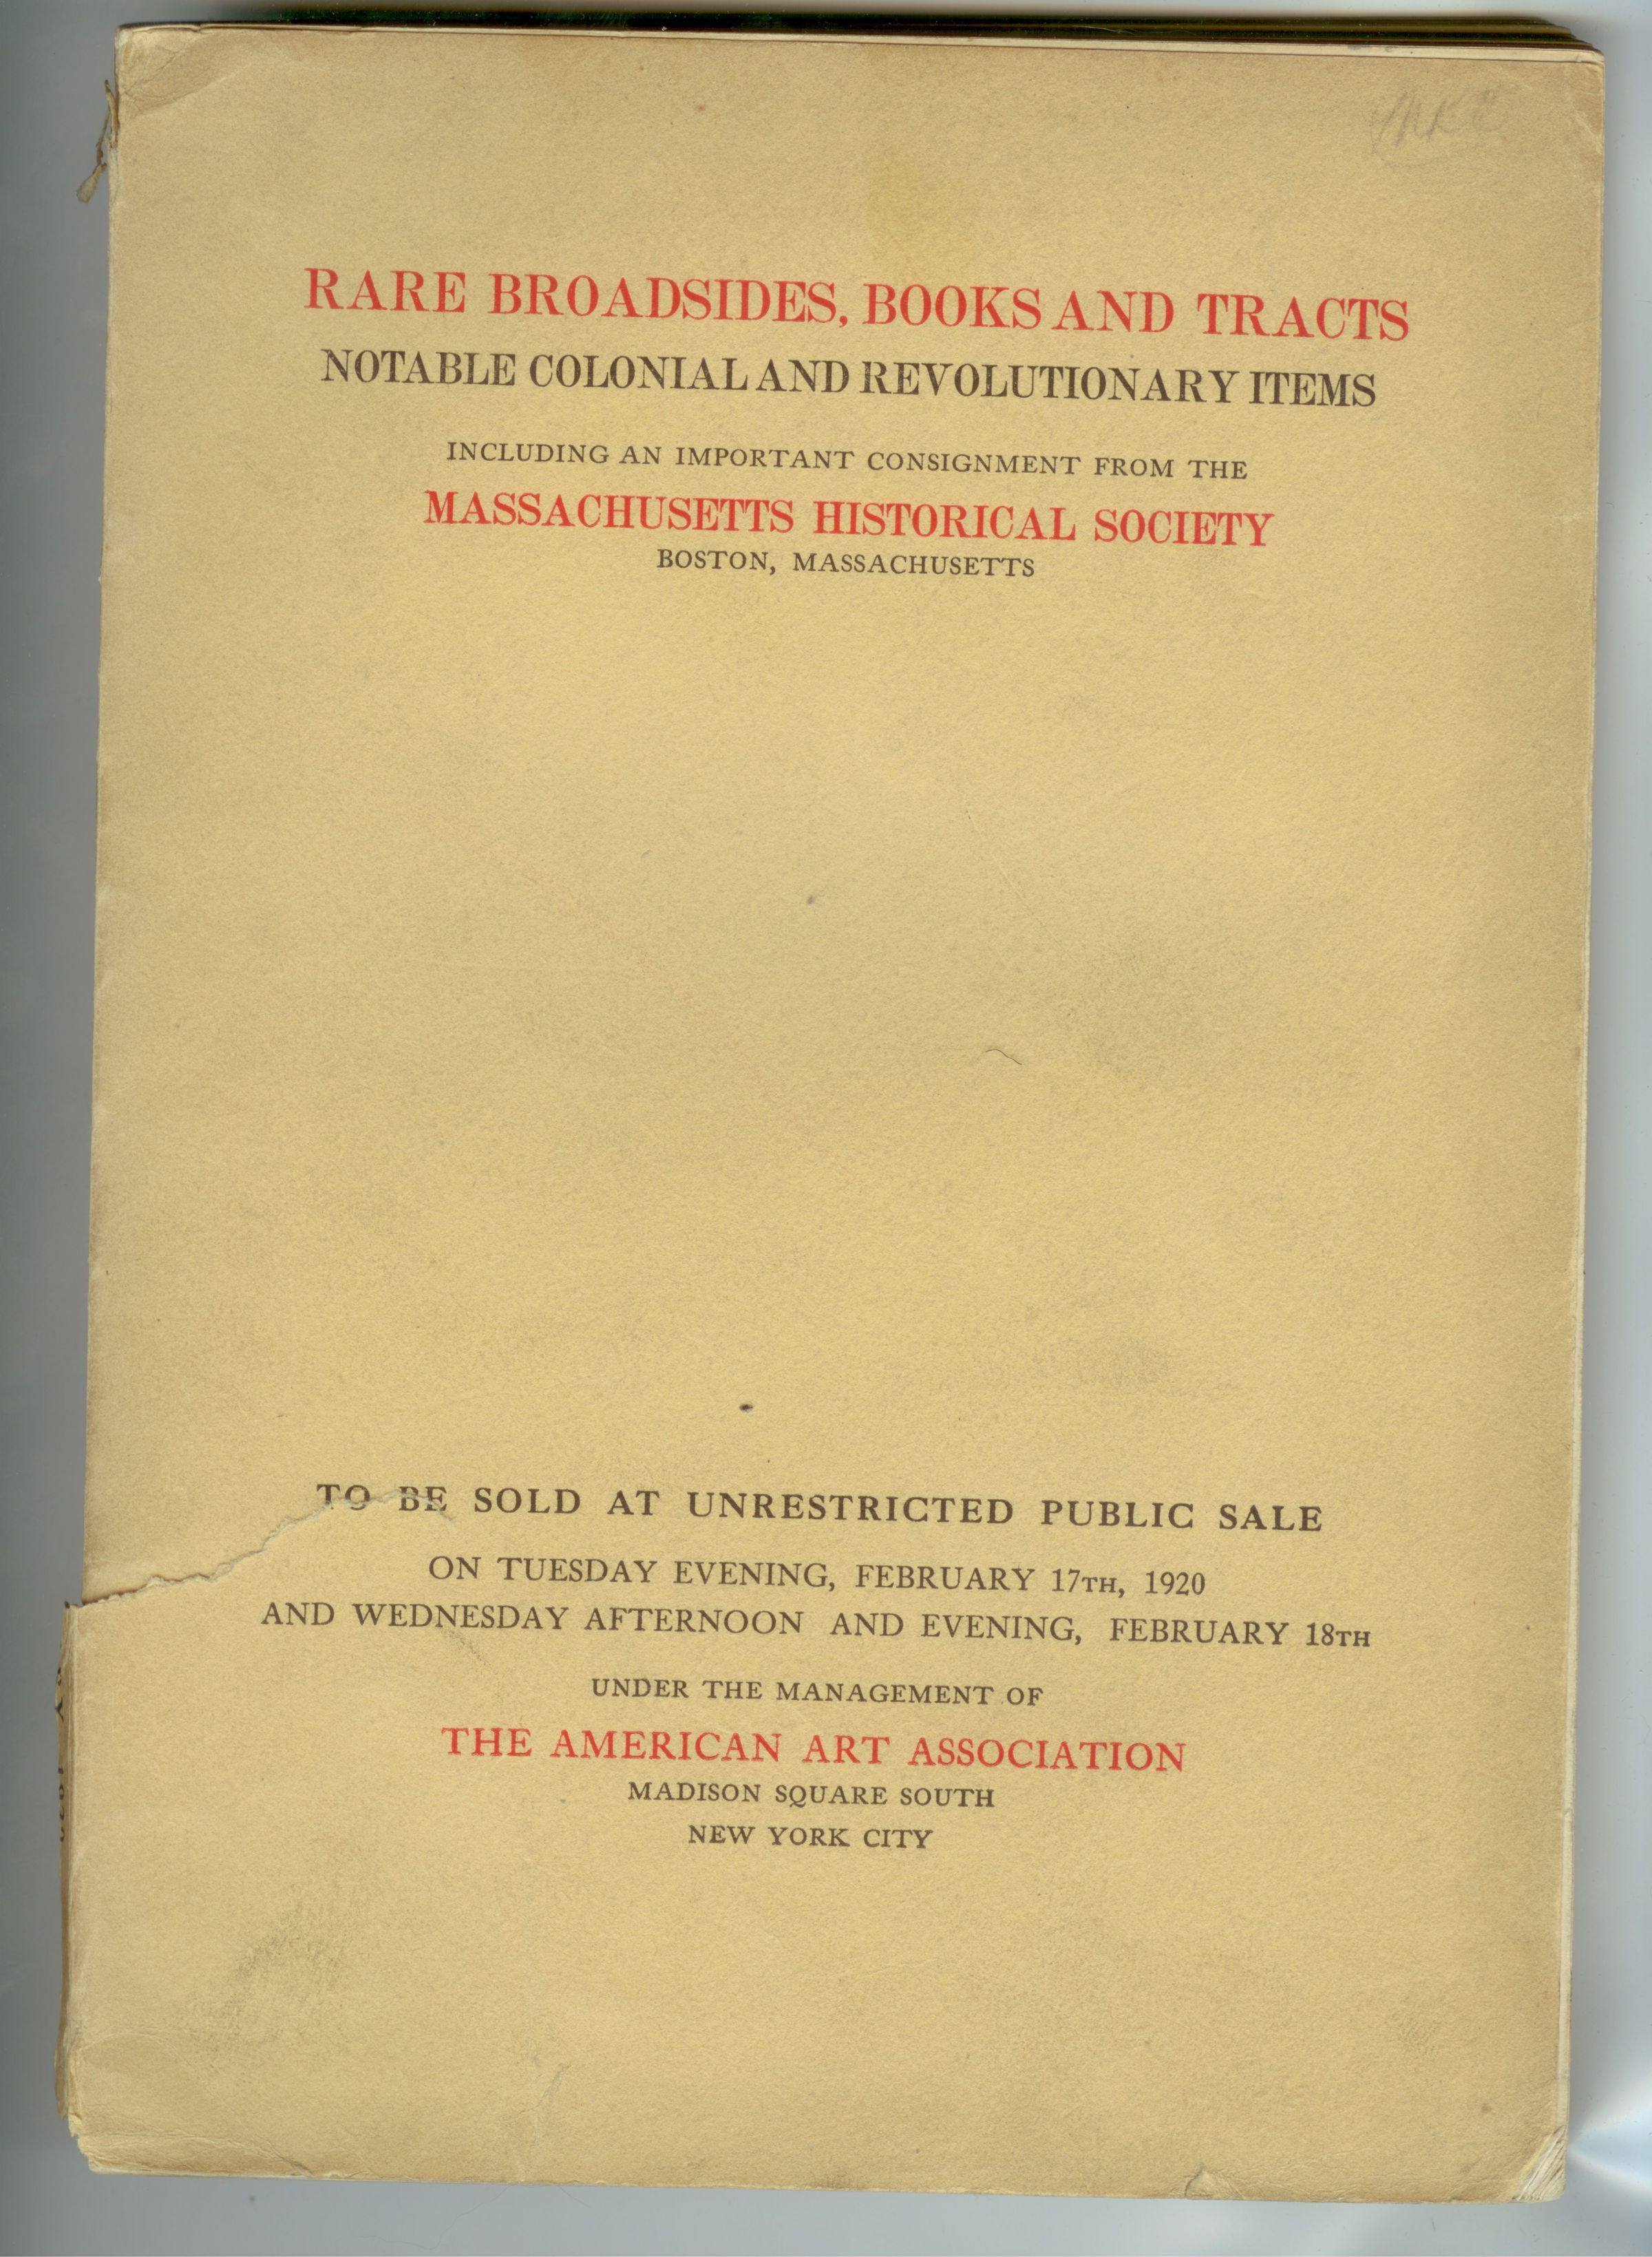 RARE BROADSIDES, BOOKS AND TRACTS
NOTABLE COLONIAL AND REVOLUTIONARY ITEMS
INCLUDING AN IMPORTANT CONSIGNMENT FROM THE
MASSACHUSETTS HISTORICAL SOCIETY
BOSTON, MASSACHUSETTS
TO BE SOLD AT UNRESTRICTED PUBLIC SALE
ON TUESDAY EVENING, FEBRUARY 17TH, 1920
AND WEDNESDAY AFTERNOON AND EVENING, FEBRUARY 18TH
UNDER THE MANAGEMENT OF
THE AMERICAN ART ASSOCIATION
MADISON SQUARE SOUTH
NEW YORK CITY